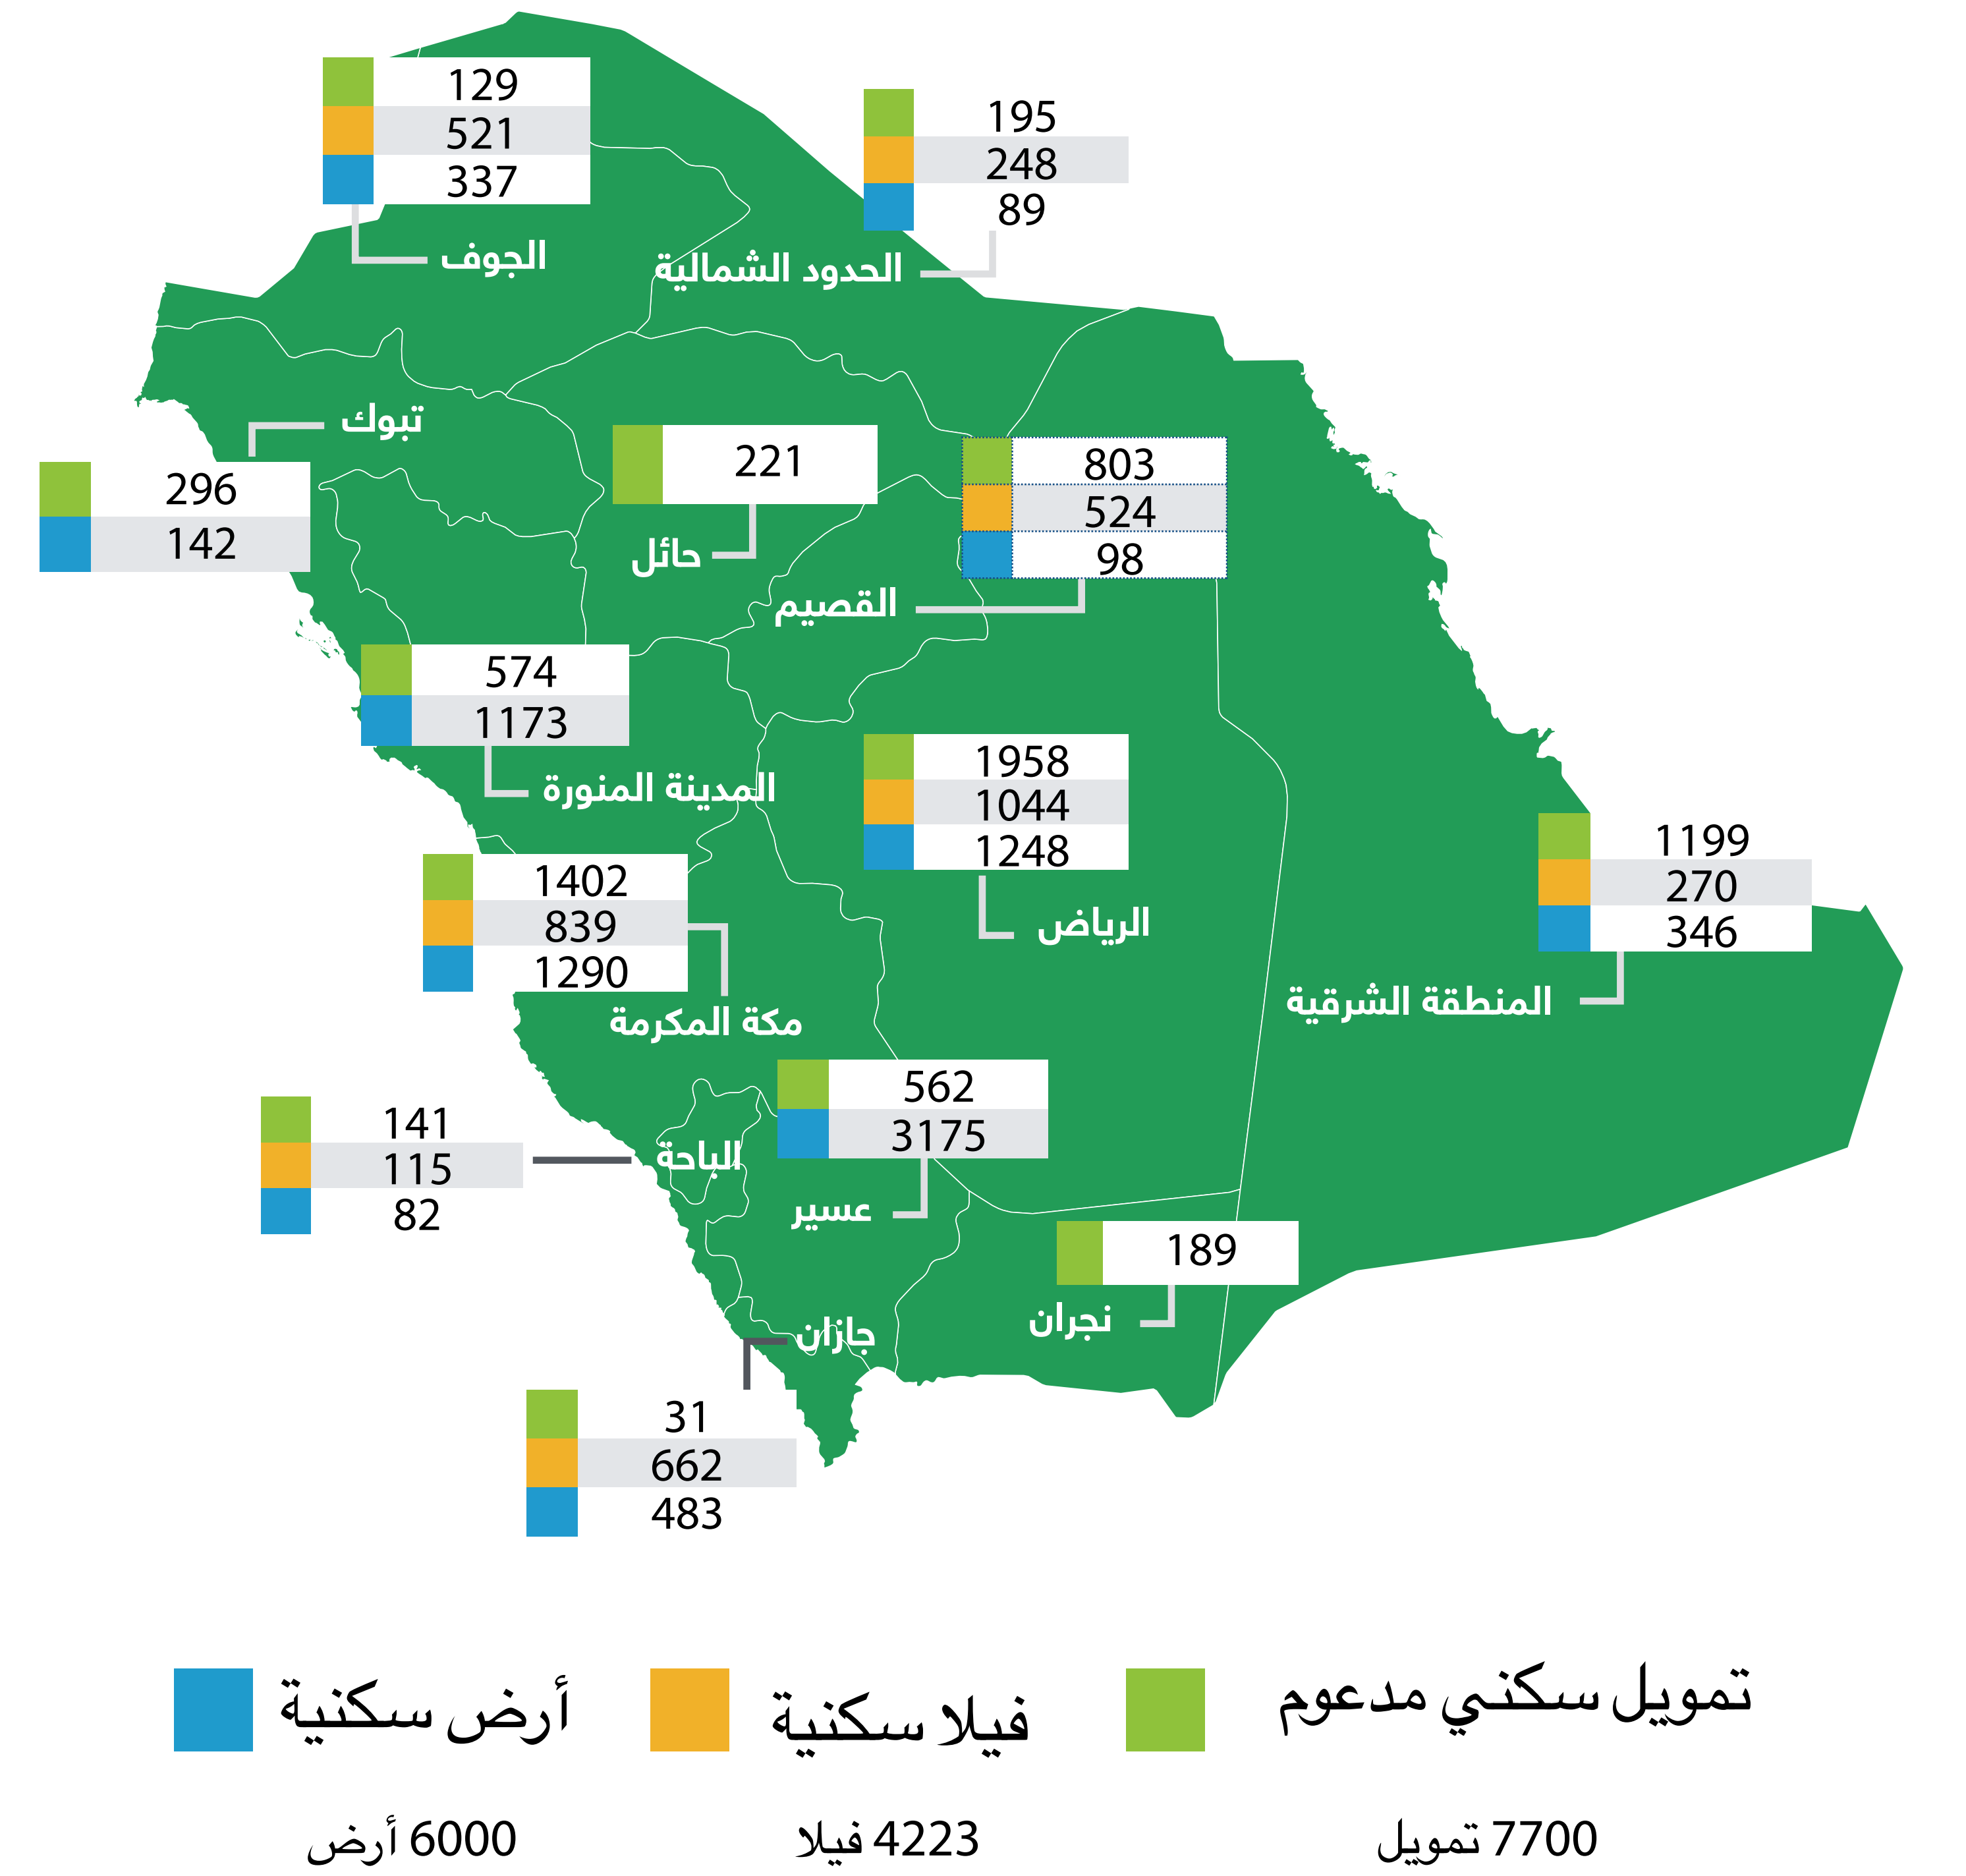 129
521
337
الجوف
195
248
89
الحدود الشمالية
تبوك
296
142
221
حائل
803
524
98
القصيم
574
1173
المدينة المنورة
1958
1044
1248
الرياض
1402
839
1290
مكة المكرمة
1199
270
346
المنطقة الشرقية
562
3175
عسير
141
115
82
الباحة
189
نجران
جازان
31
662
483
تمويل سكني مدعوم
فيلا سكنية
أرض سكنية
7700 تمويل
4223 فيلا
6000 أرض